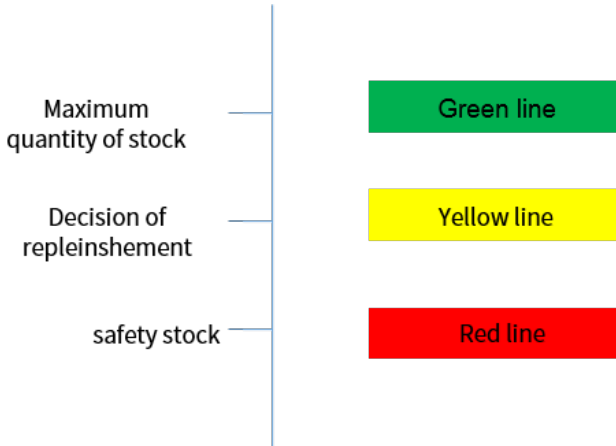 Maximum
quantity of stock
Green line
Decision of
repleinshement
Yellow line
safety stock
Red line